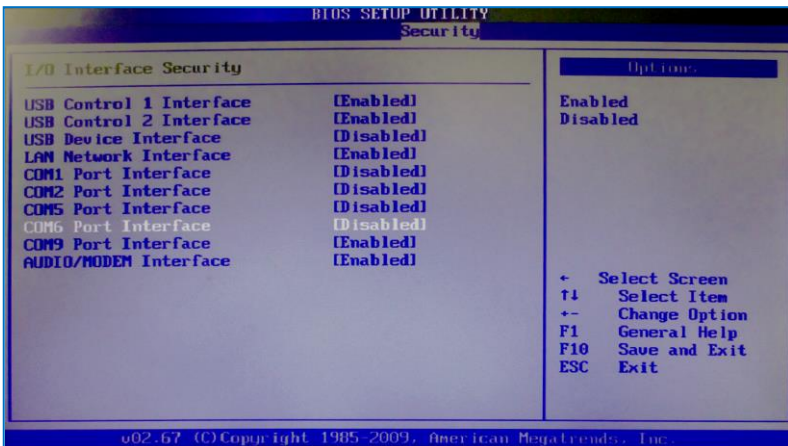 BIOS SETUP UTILITY
Security
I/O Interface Security
USB Control 1 Interface [Enabled]
USB Control 2 Interface [Enabled]
USB Device Interface [Disabled]
LAN Network Interface [Enabled]
COM1 Port Interface [Disabled]
COM2 Port Interface [Disabled]
COM5 Port Interface [Disabled]
COM6 Port Interface [Disabled]
COM9 Port Interface [Enabled]
AUDIO/MODEM Interface [Enabled]
Options
Enabled
Disabled
← Select Screen
↑↓ Select Item
+- Change Option
F1 General Help
F10 Save and Exit
ESC Exit
v02.67 (C)Copyright 1985-2009, American Megatrends, Inc.